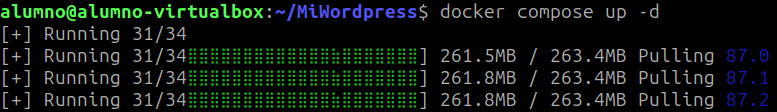 alumno@alumno-virtualbox:~/MiWordpress$ docker compose up -d
[+] Running 31/34
[+] Running 31/34⣿⣿⣿⣿⣿⣿⣿⣿⣿⣿⣿⣿⣿⣷⣿⣿⣿⣿⣿⣿⣿] 261.5MB / 263.4MB Pulling 87.0
[+] Running 31/34⣿⣿⣿⣿⣿⣿⣿⣿⣿⣿⣿⣿⣿⣷⣿⣿⣿⣿⣿⣿⣿] 261.8MB / 263.4MB Pulling 87.1
[+] Running 31/34⣿⣿⣿⣿⣿⣿⣿⣿⣿⣿⣿⣿⣿⣷⣿⣿⣿⣿⣿⣿⣿] 261.8MB / 263.4MB Pulling 87.2